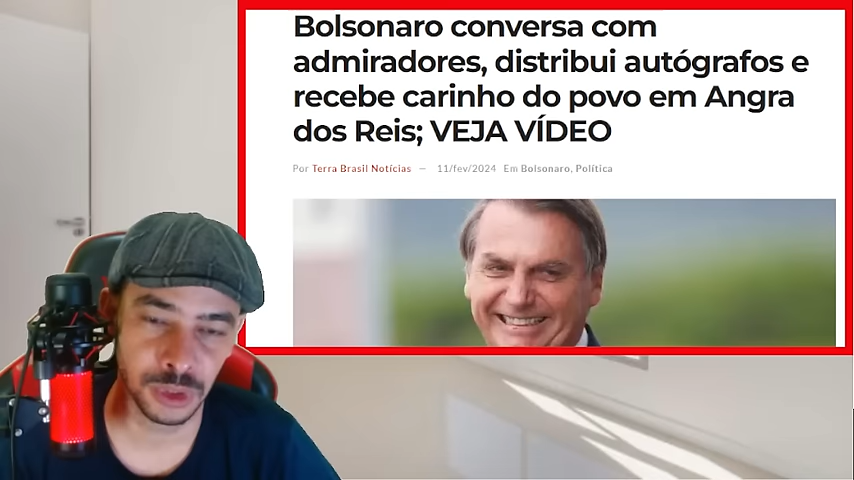 Bolsonaro conversa com
admiradores, distribui autógrafos e
recebe carinho do povo em Angra
dos Reis; VEJA VÍDEO
Por Terra Brasil Notícias — 11/fev/2024 Em Bolsonaro, Política